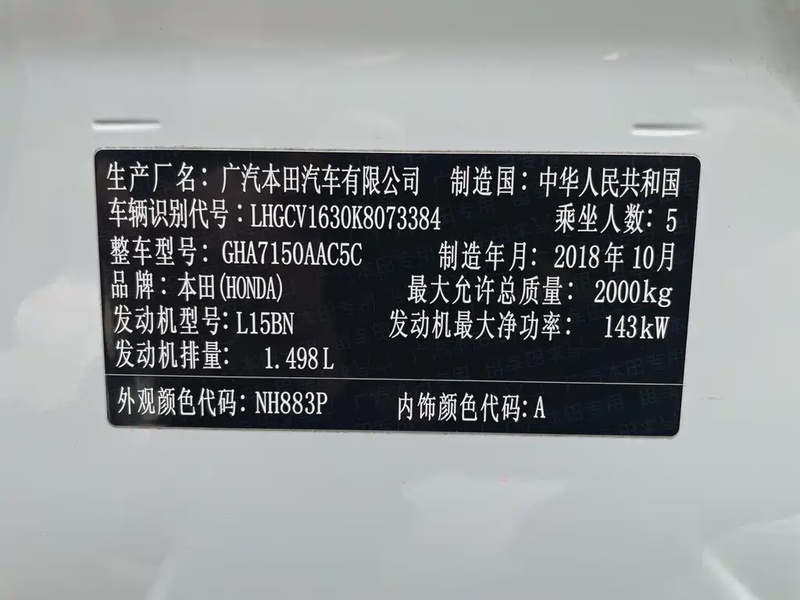 生产厂名：广汽本田汽车有限公司 制造国：中华人民共和国
车辆识别代号：LHGCV1630K8073384 乘坐人数：5
整车型号：GHA7150AAC5C 制造年月：2018年10月
品牌：本田(HONDA) 最大允许总质量：2000kg
发动机型号：L15BN 发动机最大净功率：143kW
发动机排量：1.498L
外观颜色代码：NH883P 内饰颜色代码：A